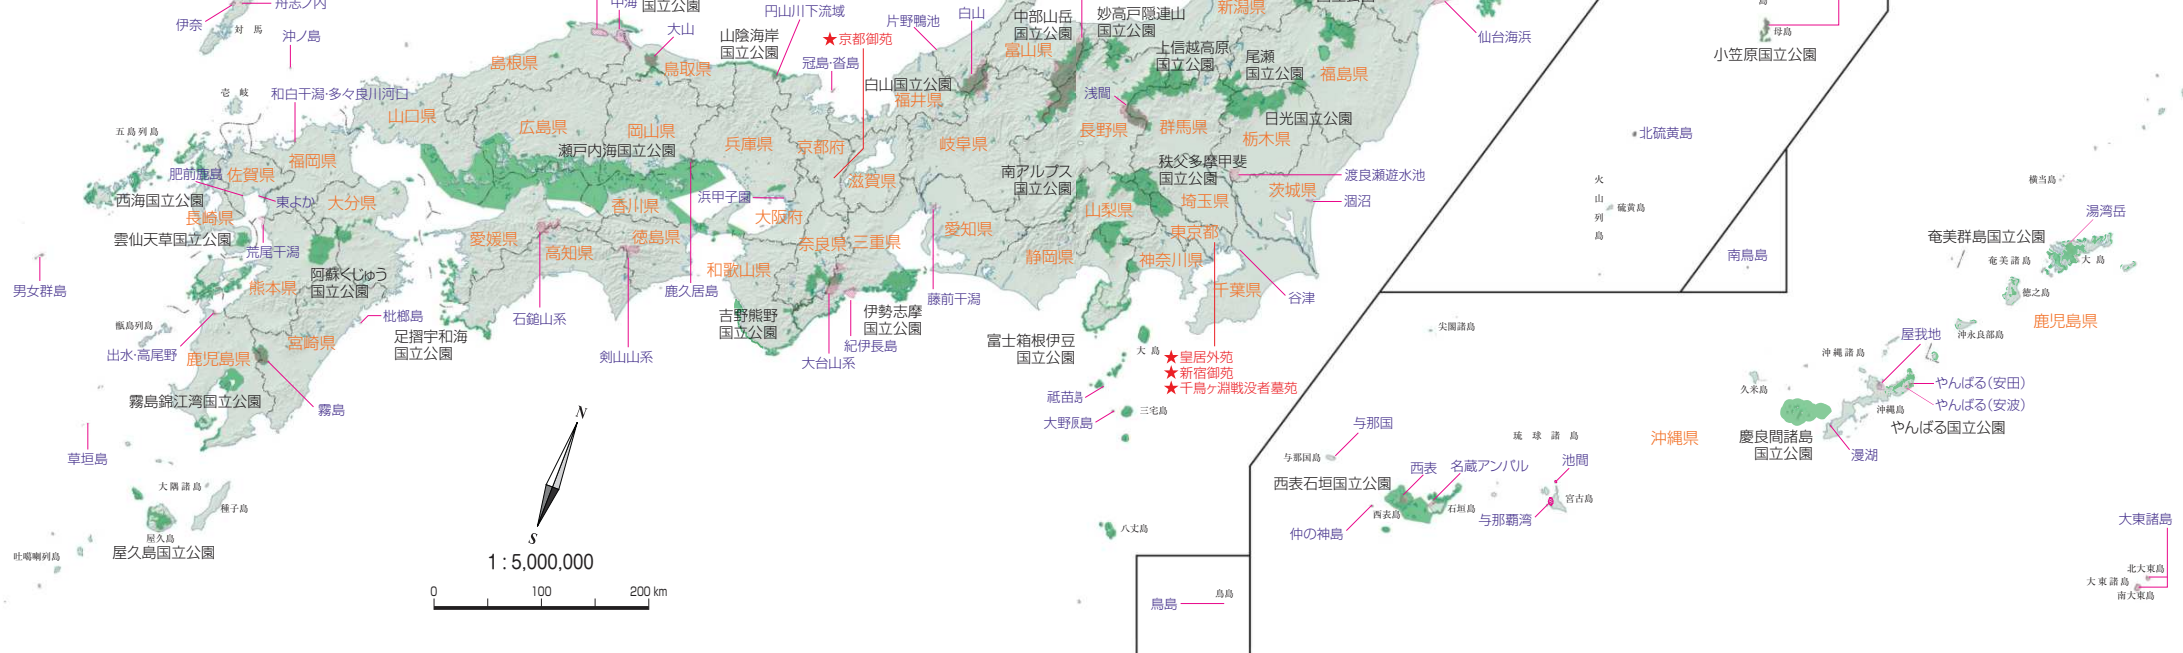 舟志ノ内
伊奈
対馬
沖ノ島
壱岐
和白干潟・多々良川河口
五島列島
肥前鹿島
佐賀県
福岡県
西海国立公園
東よか
大分県
長崎県
雲仙天草国立公園
荒尾干潟
阿蘇くじゅう
国立公園
熊本県
男女群島
甑島列島
枇榔島
出水・高尾野
鹿児島県
宮崎県
霧島錦江湾国立公園
霧島
草垣島
大隅諸島
種子島
屋久島
屋久島国立公園
吐噶喇列島
中海
国立公園
大山
島根県
鳥取県
山陰海岸
国立公園
円山川下流域
★京都御苑
冠島・沓島
片野鴨池
白山
白山国立公園
福井県
山口県
広島県
岡山県
兵庫県
京都府
瀬戸内海国立公園
滋賀県
岐阜県
浜甲子園
大阪府
香川県
徳島県
愛媛県
高知県
奈良県
三重県
愛知県
和歌山県
鹿久居島
石鎚山系
剣山山系
足摺宇和海
国立公園
吉野熊野
国立公園
伊勢志摩
国立公園
紀伊長島
大台山系
藤前干潟
中部山岳
国立公園
富山県
妙高戸隠連山
国立公園
新潟県
上信越高原
国立公園
尾瀬
国立公園
福島県
仙台海浜
浅間
長野県
群馬県
日光国立公園
栃木県
南アルプス
国立公園
秩父多摩甲斐
国立公園
渡良瀬遊水池
茨城県
涸沼
山梨県
埼玉県
東京都
静岡県
神奈川県
千葉県
谷津
富士箱根伊豆
国立公園
大島
★皇居外苑
★新宿御苑
★千鳥ヶ淵戦没者墓苑
祗苗島
大野原島
三宅島
八丈島
鳥島
鳥島
N
S
1:5,000,000
0
100
200 km
母島
小笠原国立公園
北硫黄島
火山列島
硫黄島
南鳥島
尖閣諸島
横当島
湯湾岳
奄美群島国立公園
奄美諸島
大島
徳之島
鹿児島県
沖永良部島
屋我地
沖縄諸島
久米島
やんばる(安田)
やんばる(安波)
沖縄島
やんばる国立公園
慶良間諸島
国立公園
漫湖
沖縄県
与那国
与那国島
琉球諸島
西表石垣国立公園
西表
名蔵アンパル
池間
西表島
石垣島
宮古島
与那覇湾
仲の神島
大東諸島
北大東島
大東諸島
南大東島